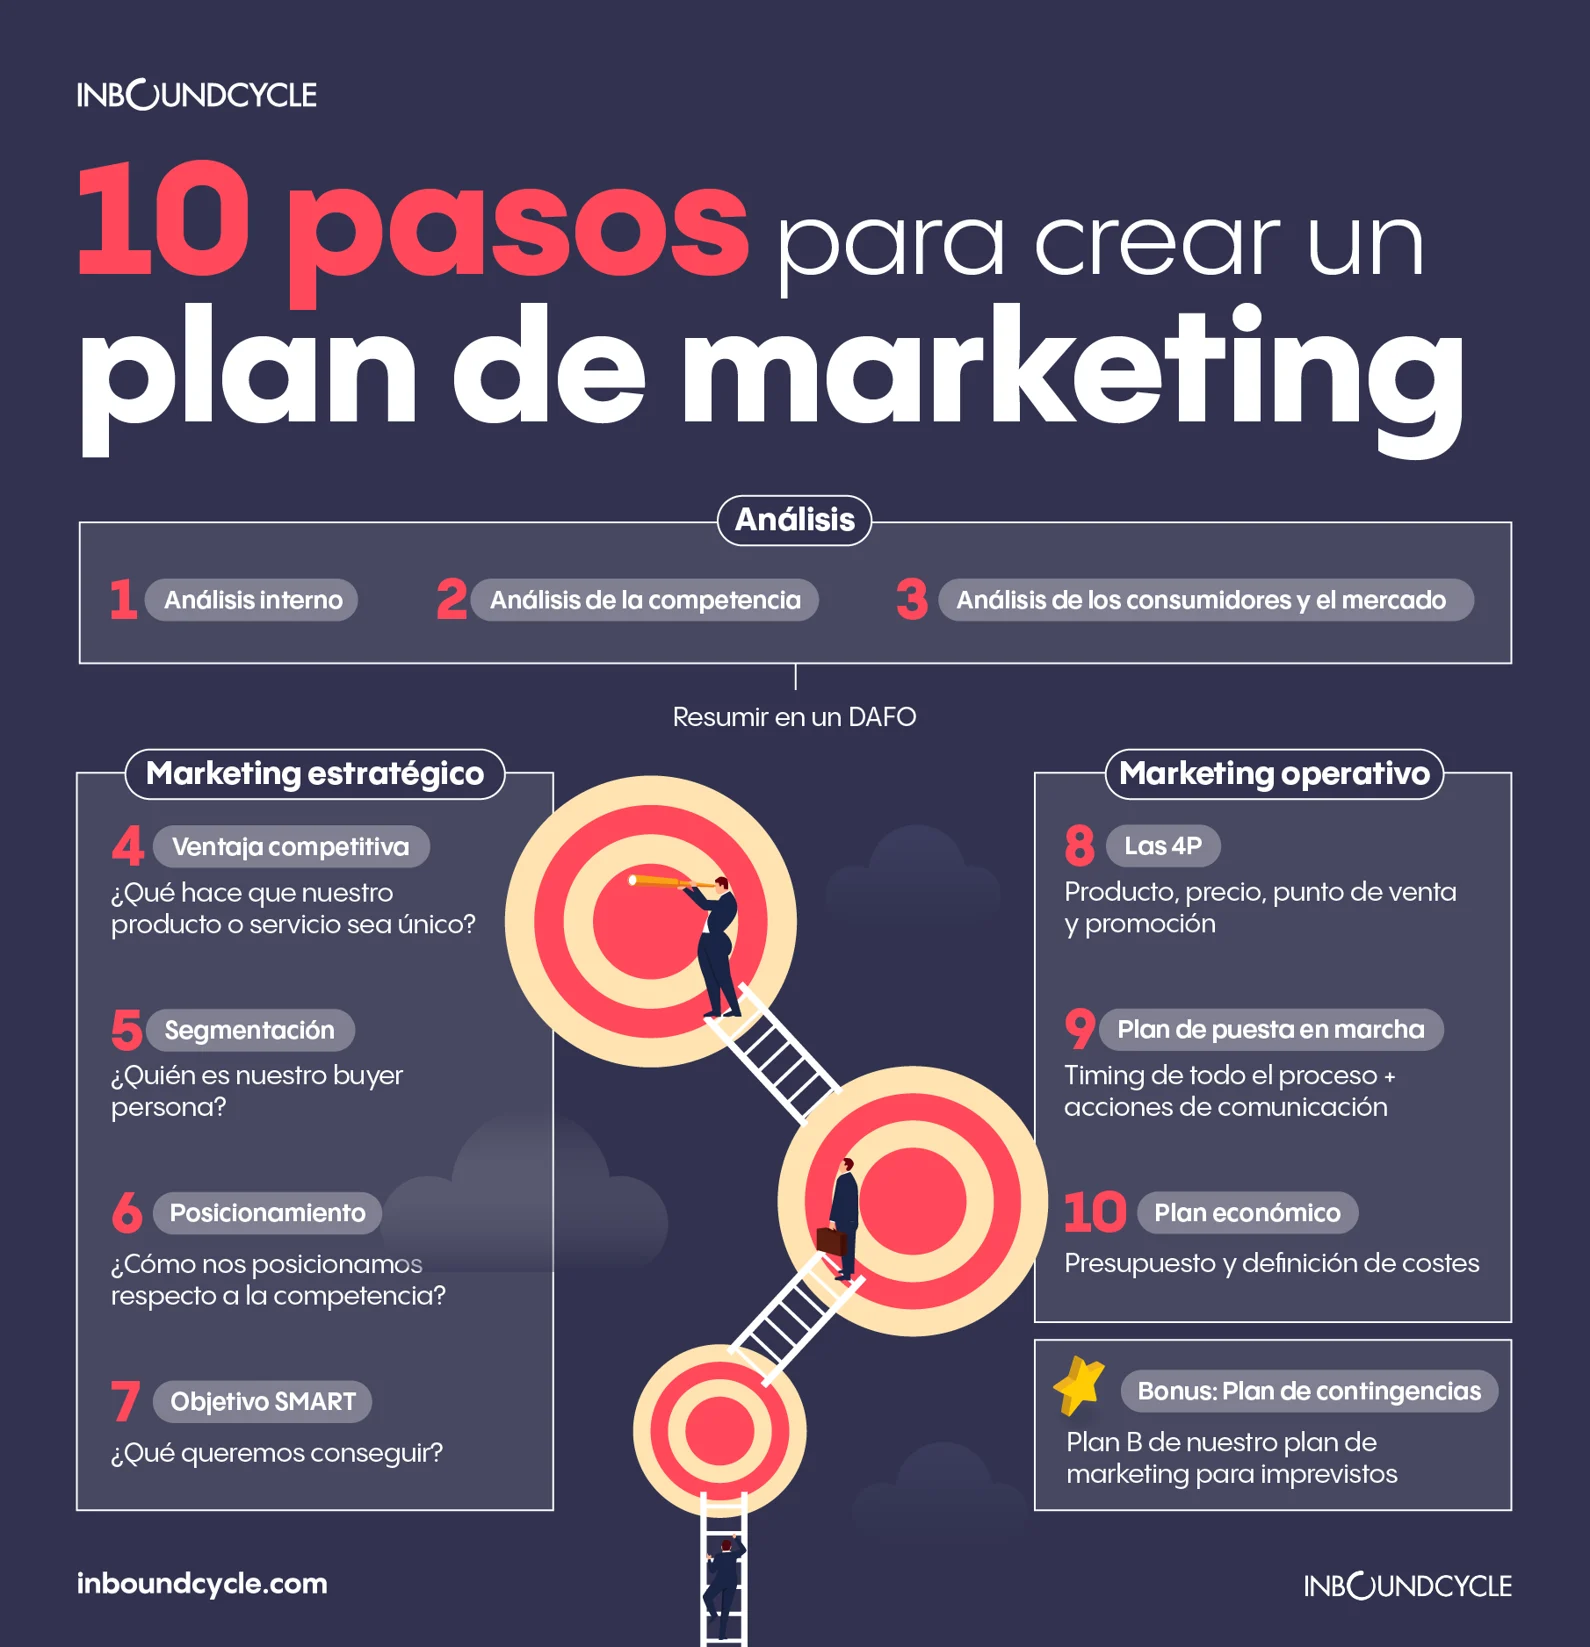 INBOUNDCYCLE
10 pasos para crear un
plan de marketing
Análisis
1 Análisis interno
2 Análisis de la competencia
3 Análisis de los consumidores y el mercado
Resumir en un DAFO
Marketing estratégico
4 Ventaja competitiva
¿Qué hace que nuestro
producto o servicio sea único?
5 Segmentación
¿Quién es nuestro buyer
persona?
6 Posicionamiento
¿Cómo nos posicionamos
respecto a la competencia?
7 Objetivo SMART
¿Qué queremos conseguir?
Marketing operativo
8 Las 4P
Producto, precio, punto de venta
y promoción
9 Plan de puesta en marcha
Timing de todo el proceso +
acciones de comunicación
10 Plan económico
Presupuesto y definición de costes
Bonus: Plan de contingencias
Plan B de nuestro plan de
marketing para imprevistos
inboundcycle.com
INBOUNDCYCLE